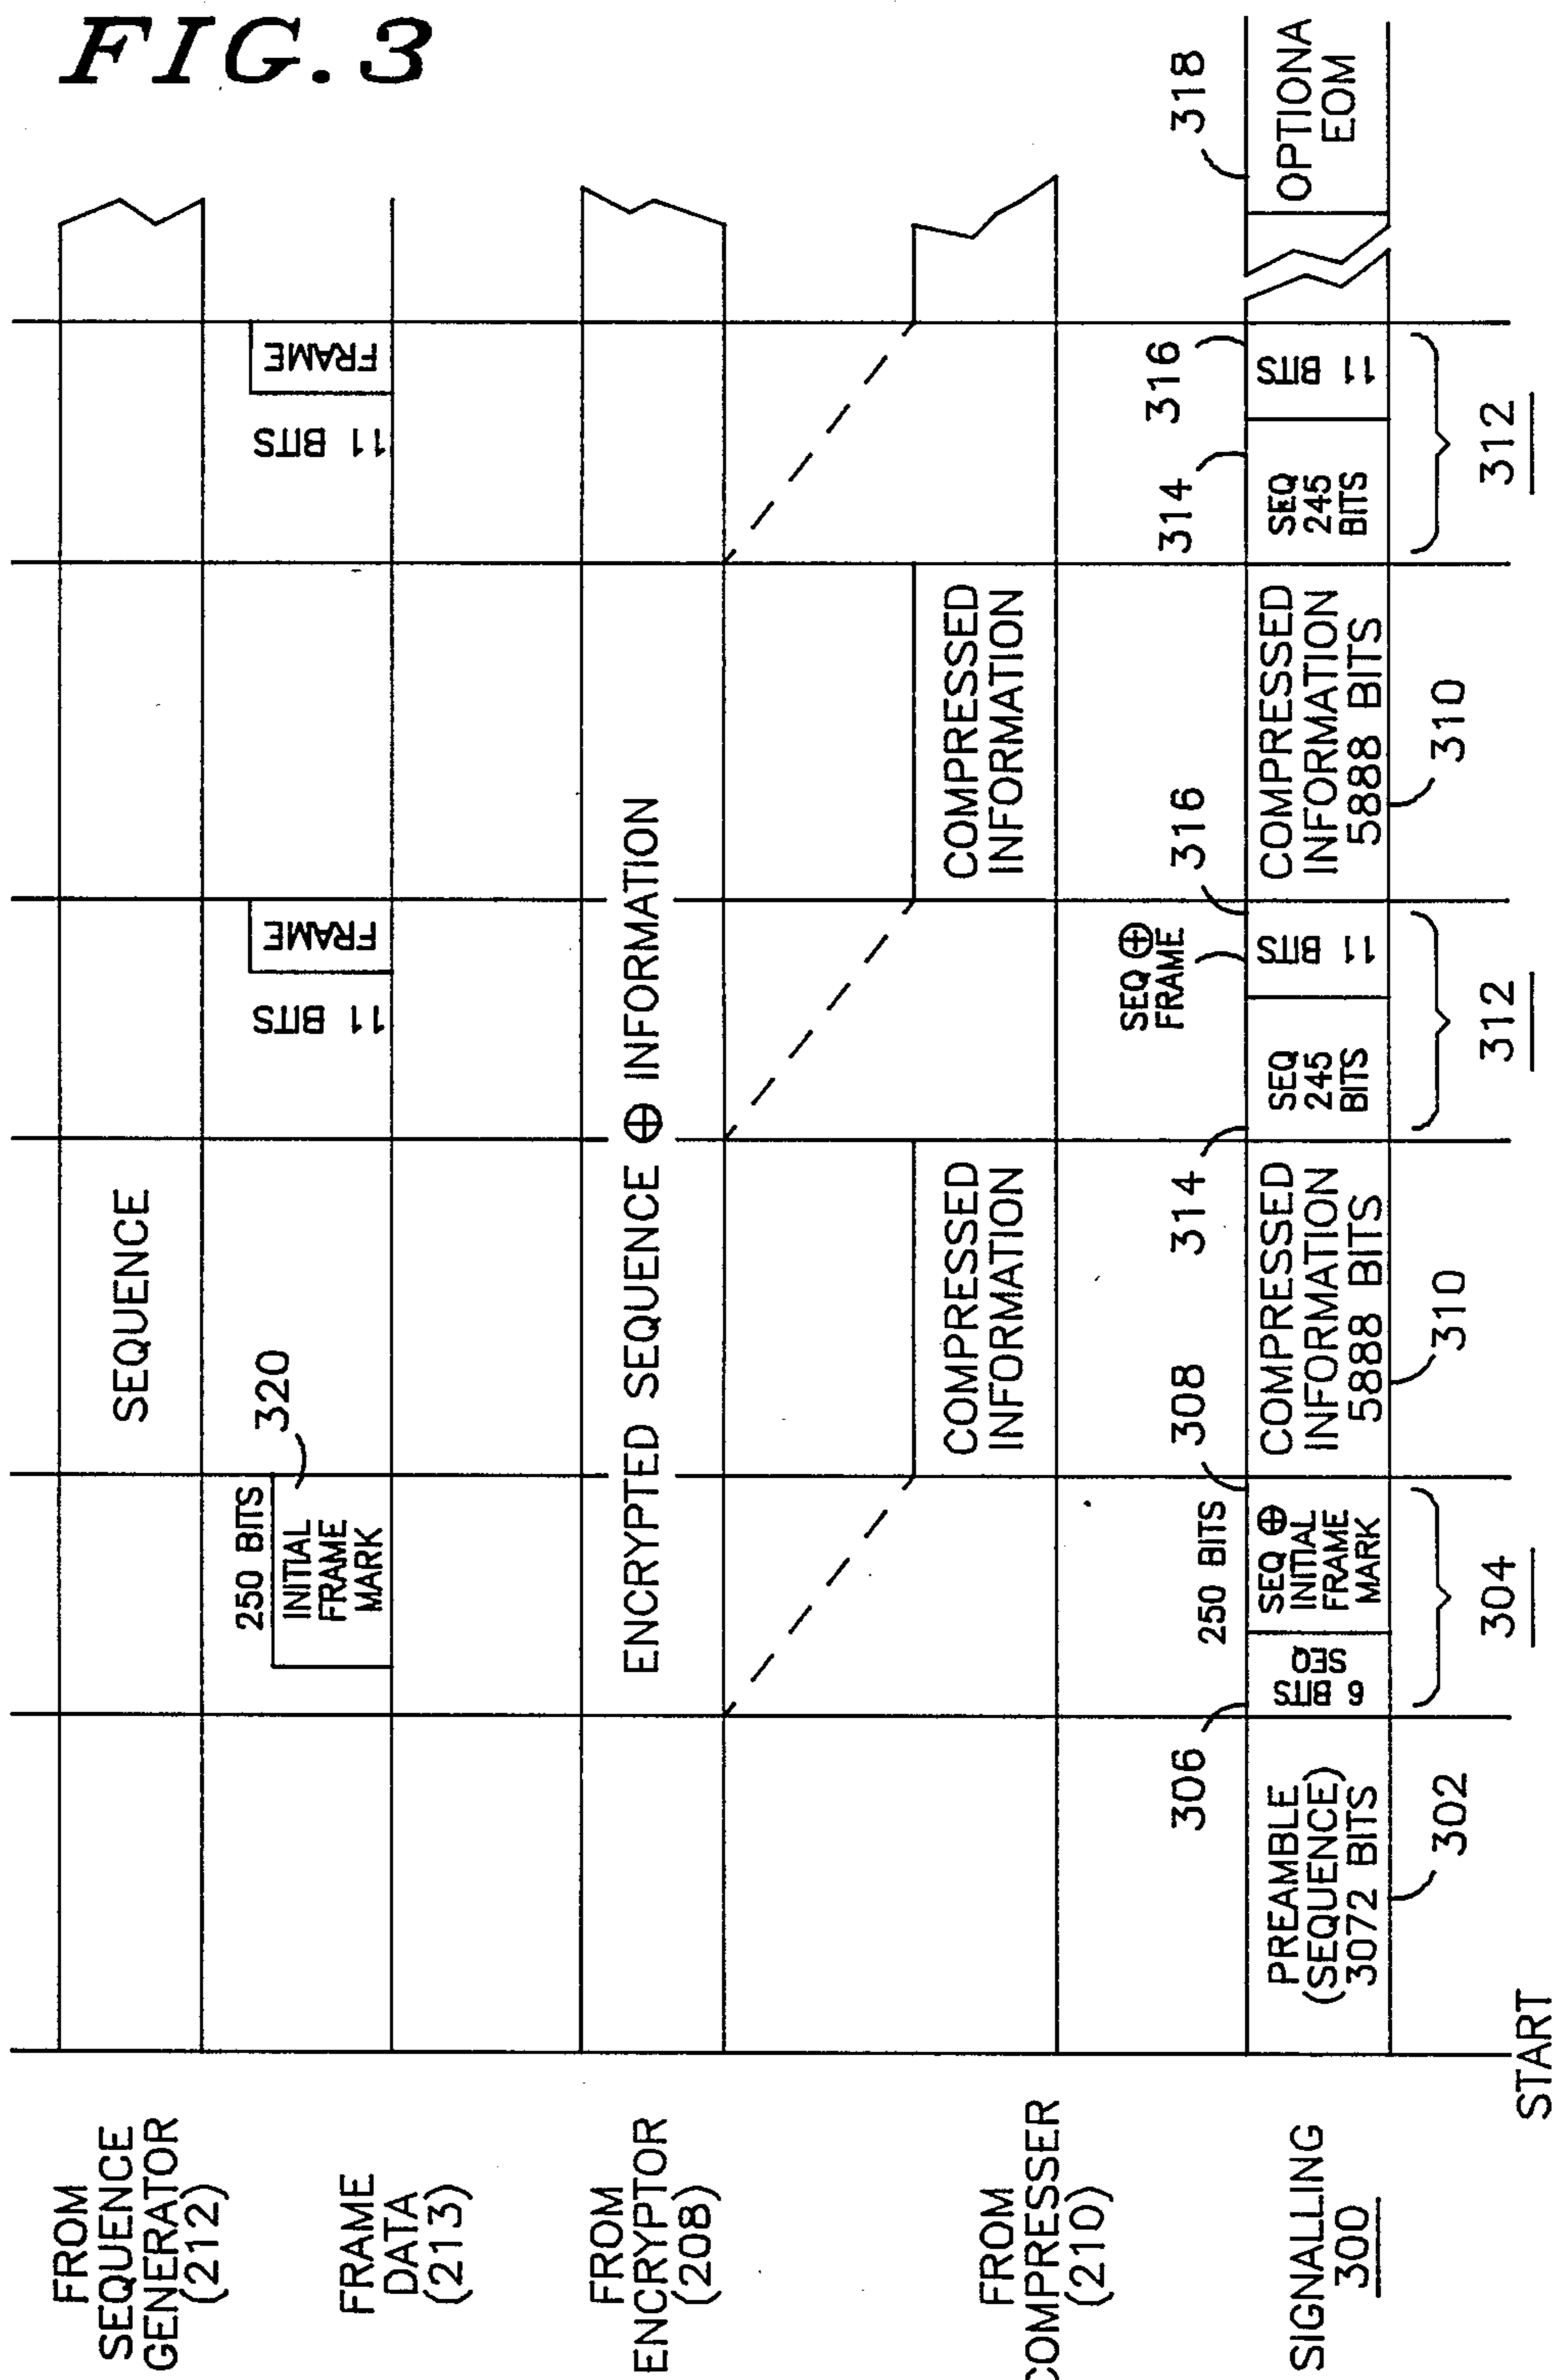 FIG.3
FROM
SEQUENCE
GENERATOR
(212)
SEQUENCE
FRAME
DATA
(213)
250 BITS
INITIAL
FRAME
MARK
320
11 BITS
FRAME
11 BITS
FRAME
FROM
ENCRYPTOR
(208)
ENCRYPTED SEQUENCE ⊕ INFORMATION
FROM
COMPRESSER
(210)
COMPRESSED
INFORMATION
COMPRESSED
INFORMATION
SIGNALLING
300
START
PREAMBLE
(SEQUENCE)
3072 BITS
302
306
6 BITS
SEQ
250 BITS
SEQ ⊕
INITIAL
FRAME
MARK
304
308
COMPRESSED
INFORMATION
5888 BITS
310
314
SEQ
245
BITS
SEQ ⊕
FRAME
11 BITS
316
312
COMPRESSED
INFORMATION
5888 BITS
310
314
SEQ
245
BITS
316
11 BITS
312
318
OPTIONA
EOM